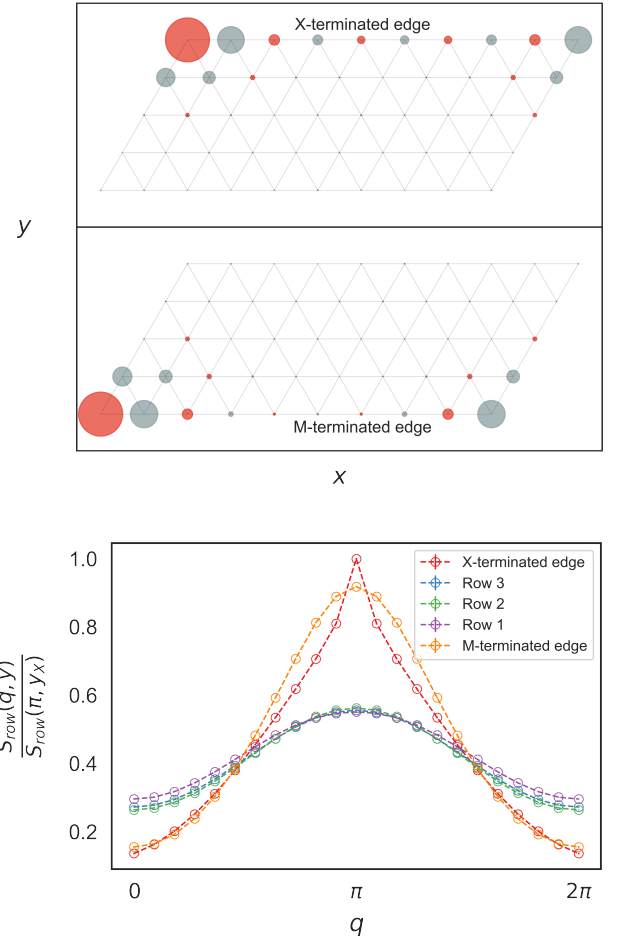 X-terminated edge
y
M-terminated edge
x
1.0
0.8
0.6
0.4
0.2
S_row(q, y)
S_row(π, y_X)
X-terminated edge
Row 3
Row 2
Row 1
M-terminated edge
0
π
2π
q